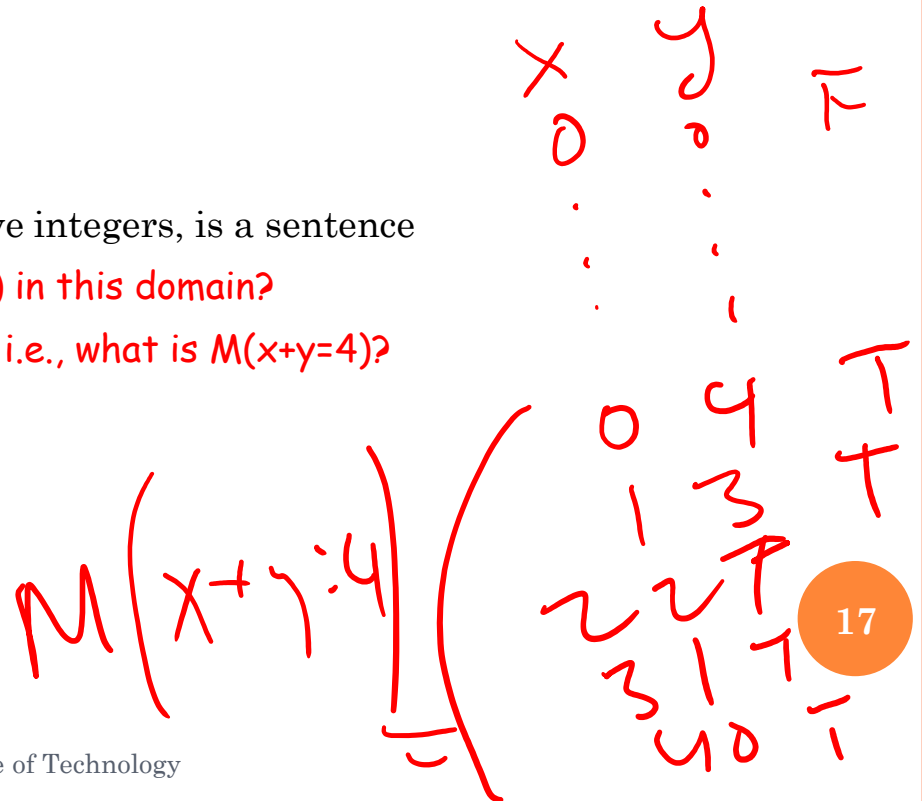 x y F
0 0
ve integers, is a sentence
) in this domain?
i.e., what is M(x+y=4)?
0 4 T
1 3 T
M(x+y=4) = (
2 2 T
17
3 1 T
4 0 T
e of Technology